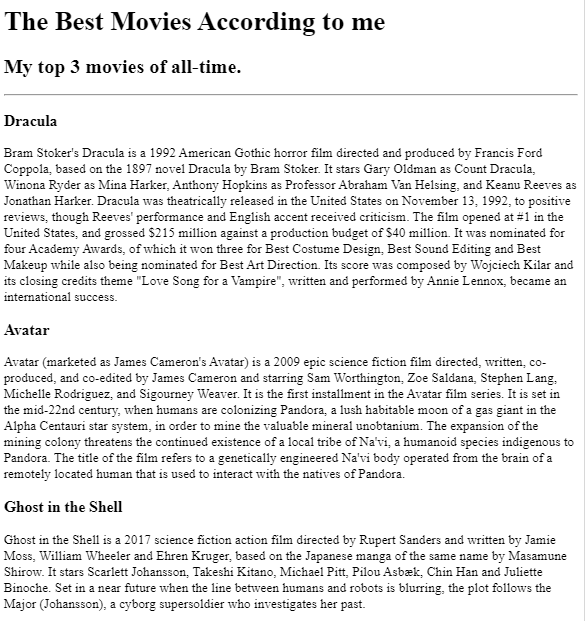 The Best Movies According to me
My top 3 movies of all-time.
Dracula
Bram Stoker's Dracula is a 1992 American Gothic horror film directed and produced by Francis Ford
Coppola, based on the 1897 novel Dracula by Bram Stoker. It stars Gary Oldman as Count Dracula,
Winona Ryder as Mina Harker, Anthony Hopkins as Professor Abraham Van Helsing, and Keanu Reeves as
Jonathan Harker. Dracula was theatrically released in the United States on November 13, 1992, to positive
reviews, though Reeves' performance and English accent received criticism. The film opened at #1 in the
United States, and grossed $215 million against a production budget of $40 million. It was nominated for
four Academy Awards, of which it won three for Best Costume Design, Best Sound Editing and Best
Makeup while also being nominated for Best Art Direction. Its score was composed by Wojciech Kilar and
its closing credits theme "Love Song for a Vampire", written and performed by Annie Lennox, became an
international success.
Avatar
Avatar (marketed as James Cameron's Avatar) is a 2009 epic science fiction film directed, written, co-
produced, and co-edited by James Cameron and starring Sam Worthington, Zoe Saldana, Stephen Lang,
Michelle Rodriguez, and Sigourney Weaver. It is the first installment in the Avatar film series. It is set in
the mid-22nd century, when humans are colonizing Pandora, a lush habitable moon of a gas giant in the
Alpha Centauri star system, in order to mine the valuable mineral unobtanium. The expansion of the
mining colony threatens the continued existence of a local tribe of Na'vi, a humanoid species indigenous to
Pandora. The title of the film refers to a genetically engineered Na'vi body operated from the brain of a
remotely located human that is used to interact with the natives of Pandora.
Ghost in the Shell
Ghost in the Shell is a 2017 science fiction action film directed by Rupert Sanders and written by Jamie
Moss, William Wheeler and Ehren Kruger, based on the Japanese manga of the same name by Masamune
Shirow. It stars Scarlett Johansson, Takeshi Kitano, Michael Pitt, Pilou Asbæk, Chin Han and Juliette
Binoche. Set in a near future when the line between humans and robots is blurring, the plot follows the
Major (Johansson), a cyborg supersoldier who investigates her past.